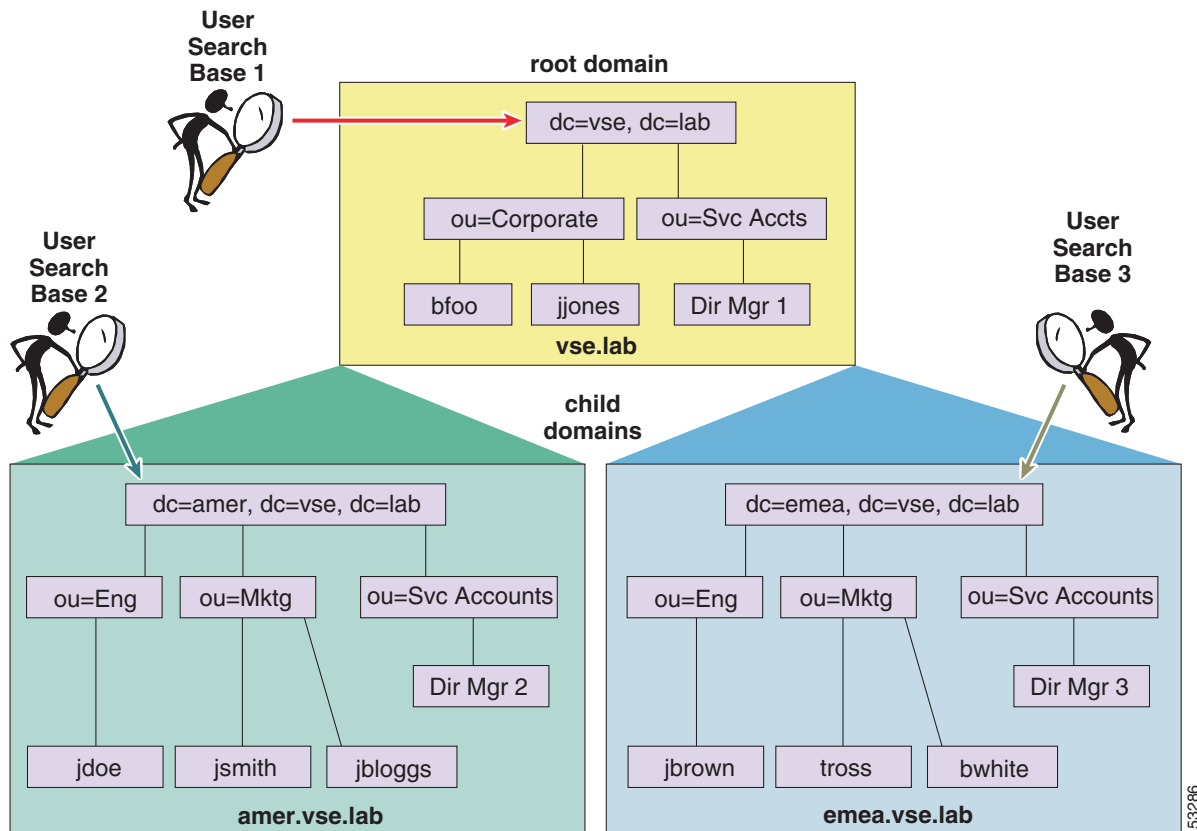 User
Search
Base 1
root domain
dc=vse, dc=lab
ou=Corporate
ou=Svc Accts
bfoo
jjones
Dir Mgr 1
vse.lab
User
Search
Base 2
User
Search
Base 3
child
domains
dc=amer, dc=vse, dc=lab
ou=Eng
ou=Mktg
ou=Svc Accounts
Dir Mgr 2
jdoe
jsmith
jbloggs
amer.vse.lab
dc=emea, dc=vse, dc=lab
ou=Eng
ou=Mktg
ou=Svc Accounts
Dir Mgr 3
jbrown
tross
bwhite
emea.vse.lab
53286